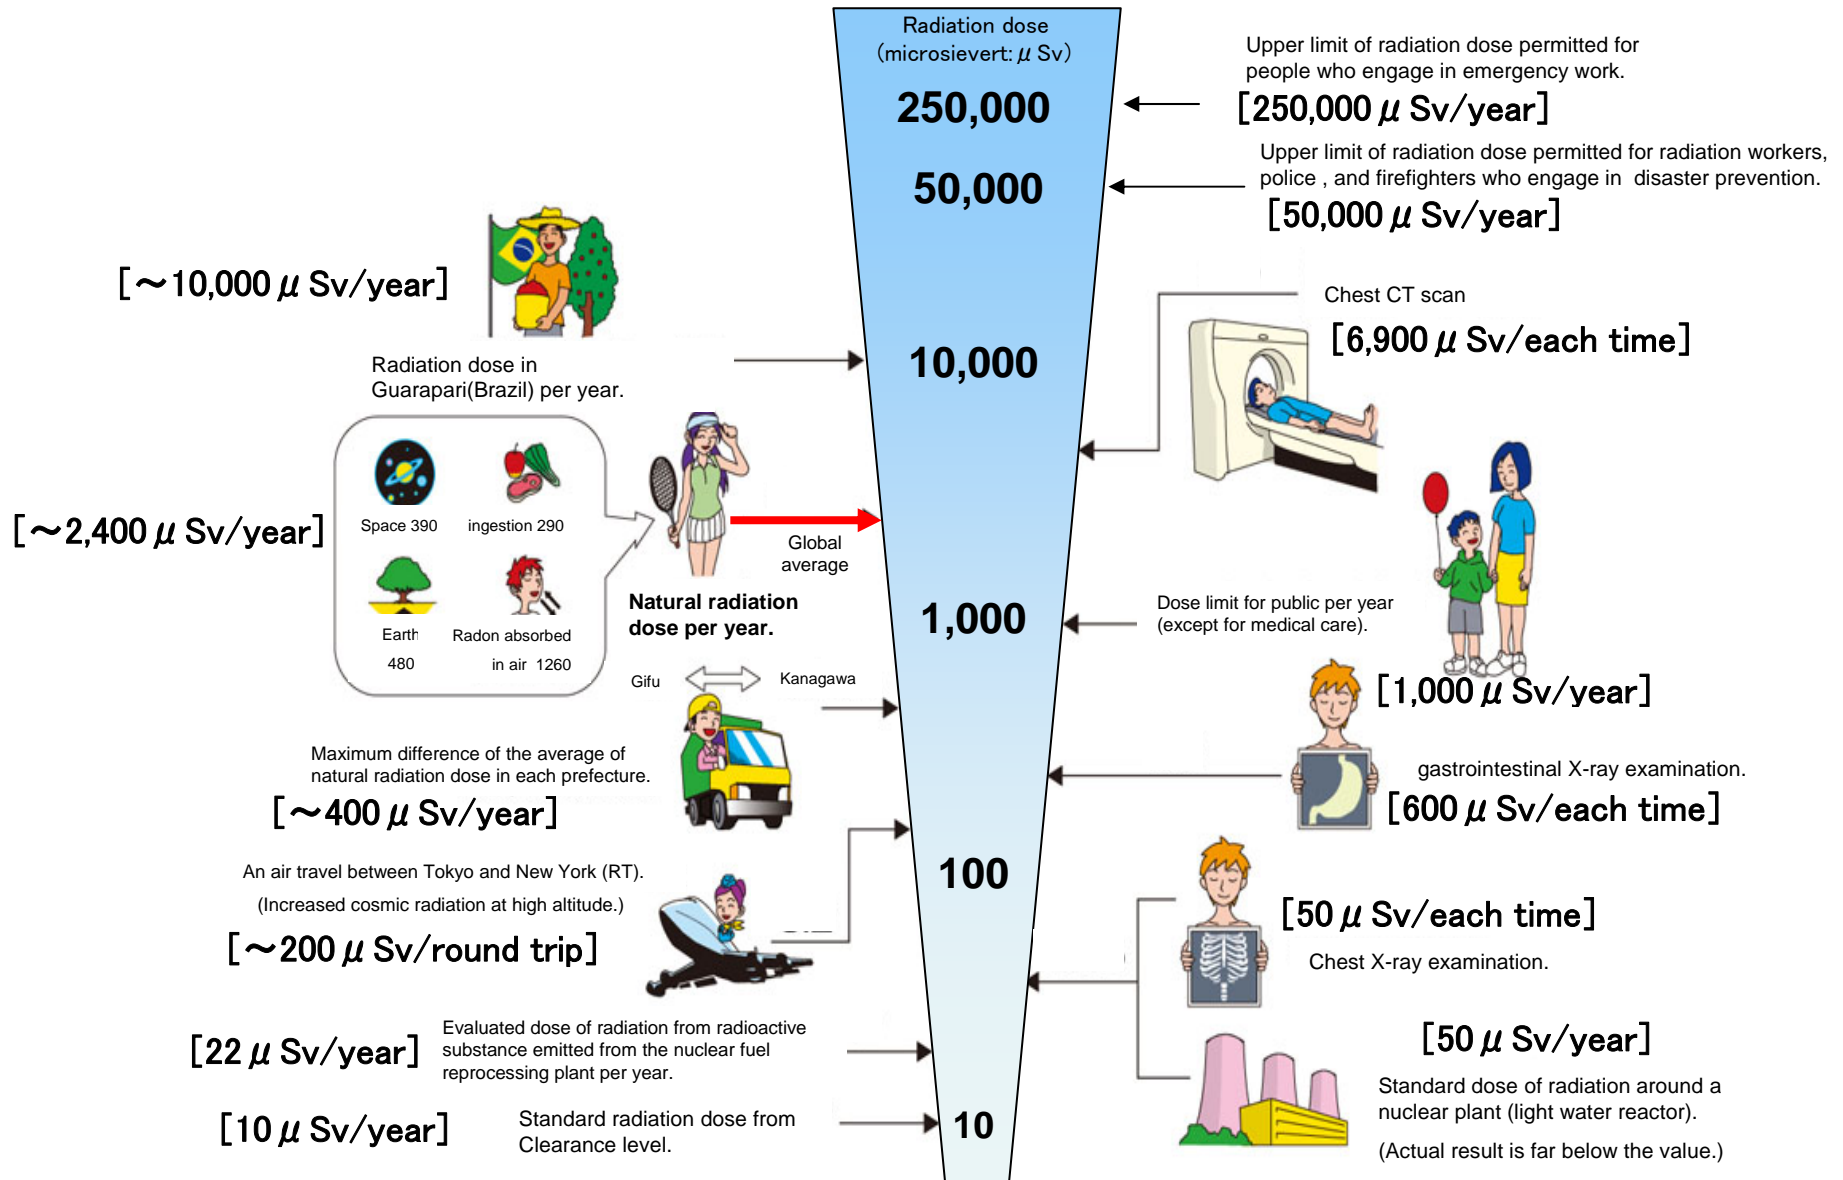 Radiation dose
(microsievert: μ Sv)
250,000
50,000
10,000
1,000
100
10
Upper limit of radiation dose permitted for
people who engage in emergency work.
[250,000 μ Sv/year]
Upper limit of radiation dose permitted for radiation workers,
police , and firefighters who engage in disaster prevention.
[50,000 μ Sv/year]
[~10,000 μ Sv/year]
Radiation dose in
Guarapari(Brazil) per year.
Chest CT scan
[6,900 μ Sv/each time]
[~2,400 μ Sv/year]
Space 390
ingestion 290
Earth
480
Radon absorbed
in air 1260
Global
average
Natural radiation
dose per year.
Dose limit for public per year
(except for medical care).
[1,000 μ Sv/year]
Gifu
Kanagawa
Maximum difference of the average of
natural radiation dose in each prefecture.
[~400 μ Sv/year]
gastrointestinal X-ray examination.
[600 μ Sv/each time]
An air travel between Tokyo and New York (RT).
(Increased cosmic radiation at high altitude.)
[~200 μ Sv/round trip]
[50 μ Sv/each time]
Chest X-ray examination.
[22 μ Sv/year]
Evaluated dose of radiation from radioactive
substance emitted from the nuclear fuel
reprocessing plant per year.
[50 μ Sv/year]
Standard dose of radiation around a
nuclear plant (light water reactor).
(Actual result is far below the value.)
[10 μ Sv/year]
Standard radiation dose from
Clearance level.